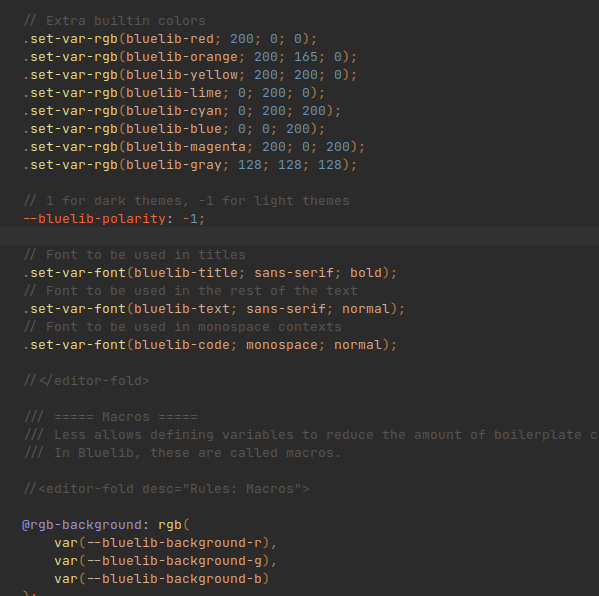 // Extra builtin colors
.set-var-rgb(bluelib-red; 200; 0; 0);
.set-var-rgb(bluelib-orange; 200; 165; 0);
.set-var-rgb(bluelib-yellow; 200; 200; 0);
.set-var-rgb(bluelib-lime; 0; 200; 0);
.set-var-rgb(bluelib-cyan; 0; 200; 200);
.set-var-rgb(bluelib-blue; 0; 0; 200);
.set-var-rgb(bluelib-magenta; 200; 0; 200);
.set-var-rgb(bluelib-gray; 128; 128; 128);
// 1 for dark themes, -1 for light themes
--bluelib-polarity: -1;
// Font to be used in titles
.set-var-font(bluelib-title; sans-serif; bold);
// Font to be used in the rest of the text
.set-var-font(bluelib-text; sans-serif; normal);
// Font to be used in monospace contexts
.set-var-font(bluelib-code; monospace; normal);
//</editor-fold>
/// ===== Macros =====
/// Less allows defining variables to reduce the amount of boilerplate c
/// In Bluelib, these are called macros.
//<editor-fold desc="Rules: Macros">
@rgb-background: rgb(
var(--bluelib-background-r),
var(--bluelib-background-g),
var(--bluelib-background-b)
);